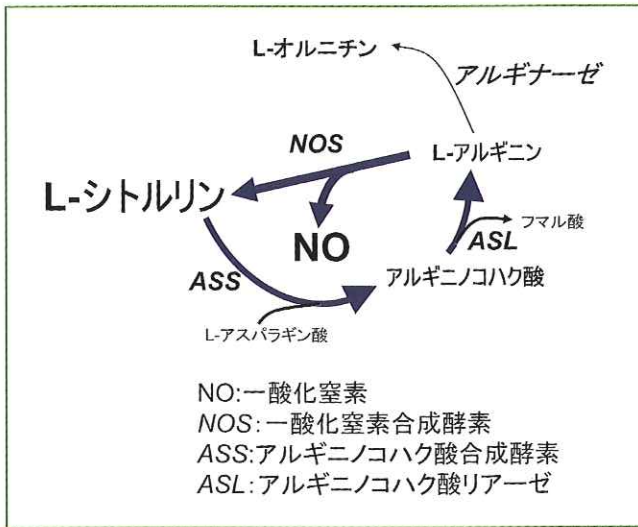 L-オルニチン
アルギナーゼ
NOS
L-アルギニン
L-シトルリン
NO
フマル酸
ASL
ASS
アルギニノコハク酸
L-アスパラギン酸
NO:一酸化窒素
NOS:一酸化窒素合成酵素
ASS:アルギニノコハク酸合成酵素
ASL:アルギニノコハク酸リアーゼ